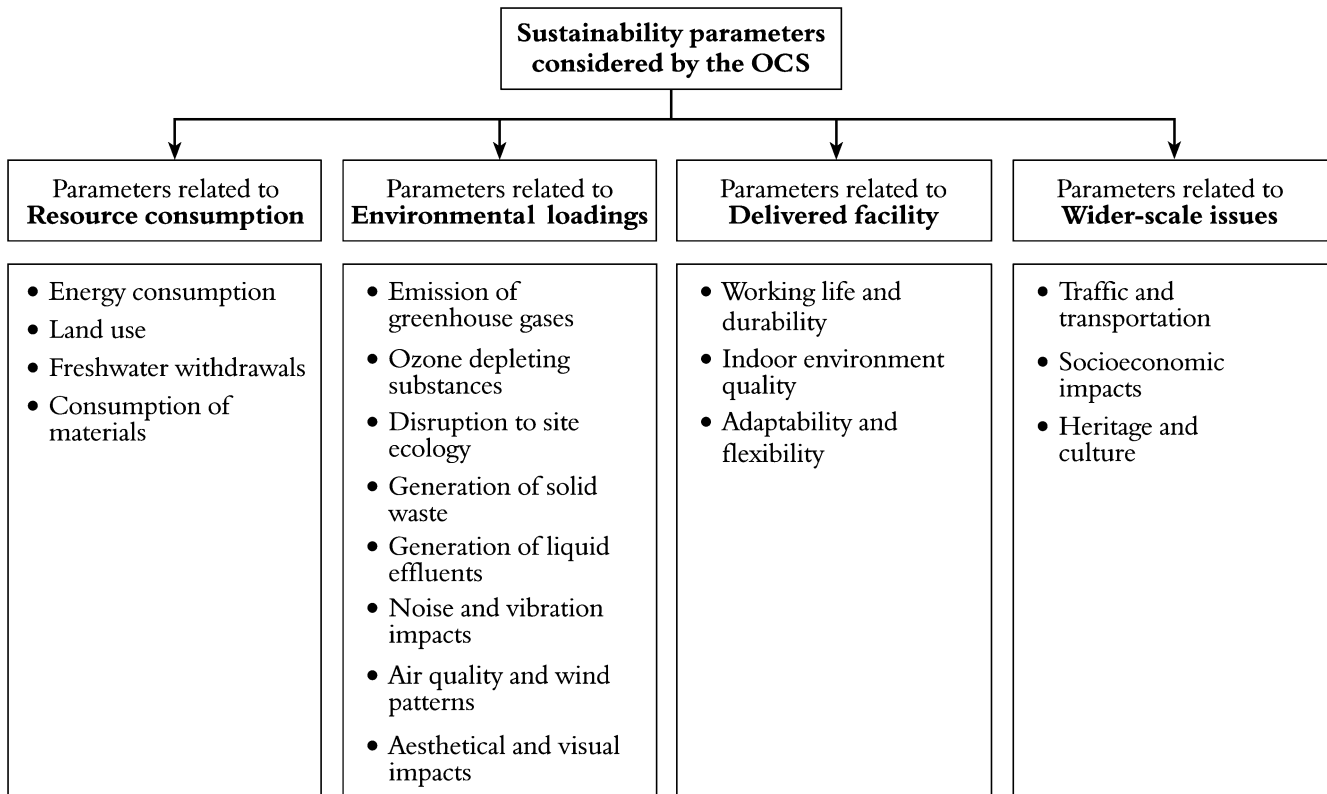 Sustainability parameters
considered by the OCS
Parameters related to
Resource consumption
Parameters related to
Environmental loadings
Parameters related to
Delivered facility
Parameters related to
Wider-scale issues
• Energy consumption
• Land use
• Freshwater withdrawals
• Consumption of
materials
• Emission of
greenhouse gases
• Ozone depleting
substances
• Disruption to site
ecology
• Generation of solid
waste
• Generation of liquid
effluents
• Noise and vibration
impacts
• Air quality and wind
patterns
• Aesthetical and visual
impacts
• Working life and
durability
• Indoor environment
quality
• Adaptability and
flexibility
• Traffic and
transportation
• Socioeconomic
impacts
• Heritage and
culture